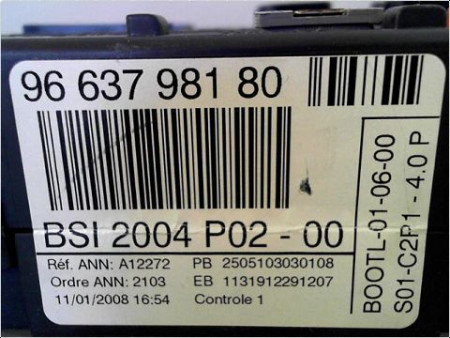 96 637 981 80
BSI 2004 P02 - 00
Réf. ANN: A12272 PB 2505103030108
Ordre ANN: 2103 EB 1131912291207
11/01/2008 16:54 Controle 1
BOOTL-01-06-00
S01-C2P1 - 4.0 P